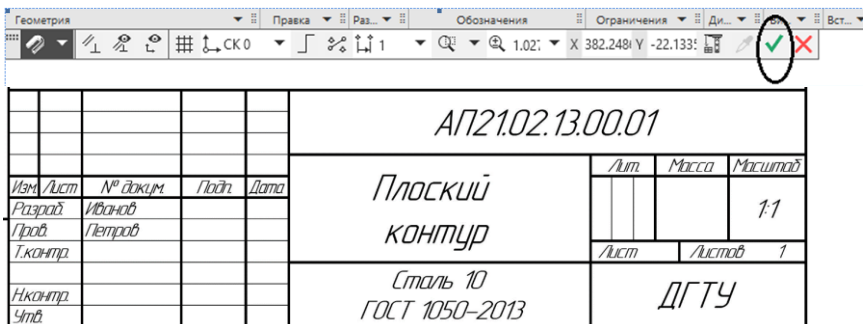 Геометрия Правка Раз... Обозначения Ограничения Ди... Вст...
СК 0 1 1.02 X 382.248 Y -22.133
АП21.02.13.00.01
Лит. Масса Масштаб
Изм. Лист № докум. Подп. Дата
Плоский
Разраб. Иванов
1:1
Пров. Петров
контур
Т.контр.
Лист Листов 1
Сталь 10
Н.контр.
ДГТУ
ГОСТ 1050-2013
Утв.